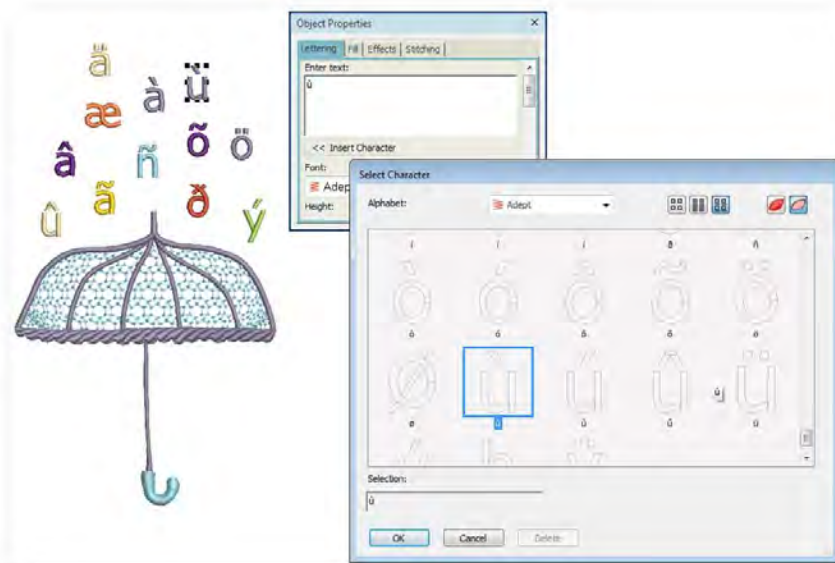 ä
æ à ù
â ñ õ ö
û ã ð ý
Object Properties
Lettering Fill Effects Stitching
Enter text:
ù
<< Insert Character
Font:
Adep
Height:
Select Character
Alphabet: Adept
ð ñ
ò ó ô õ ö
ø ù ú û ü
Selection:
ù
OK Cancel Delete